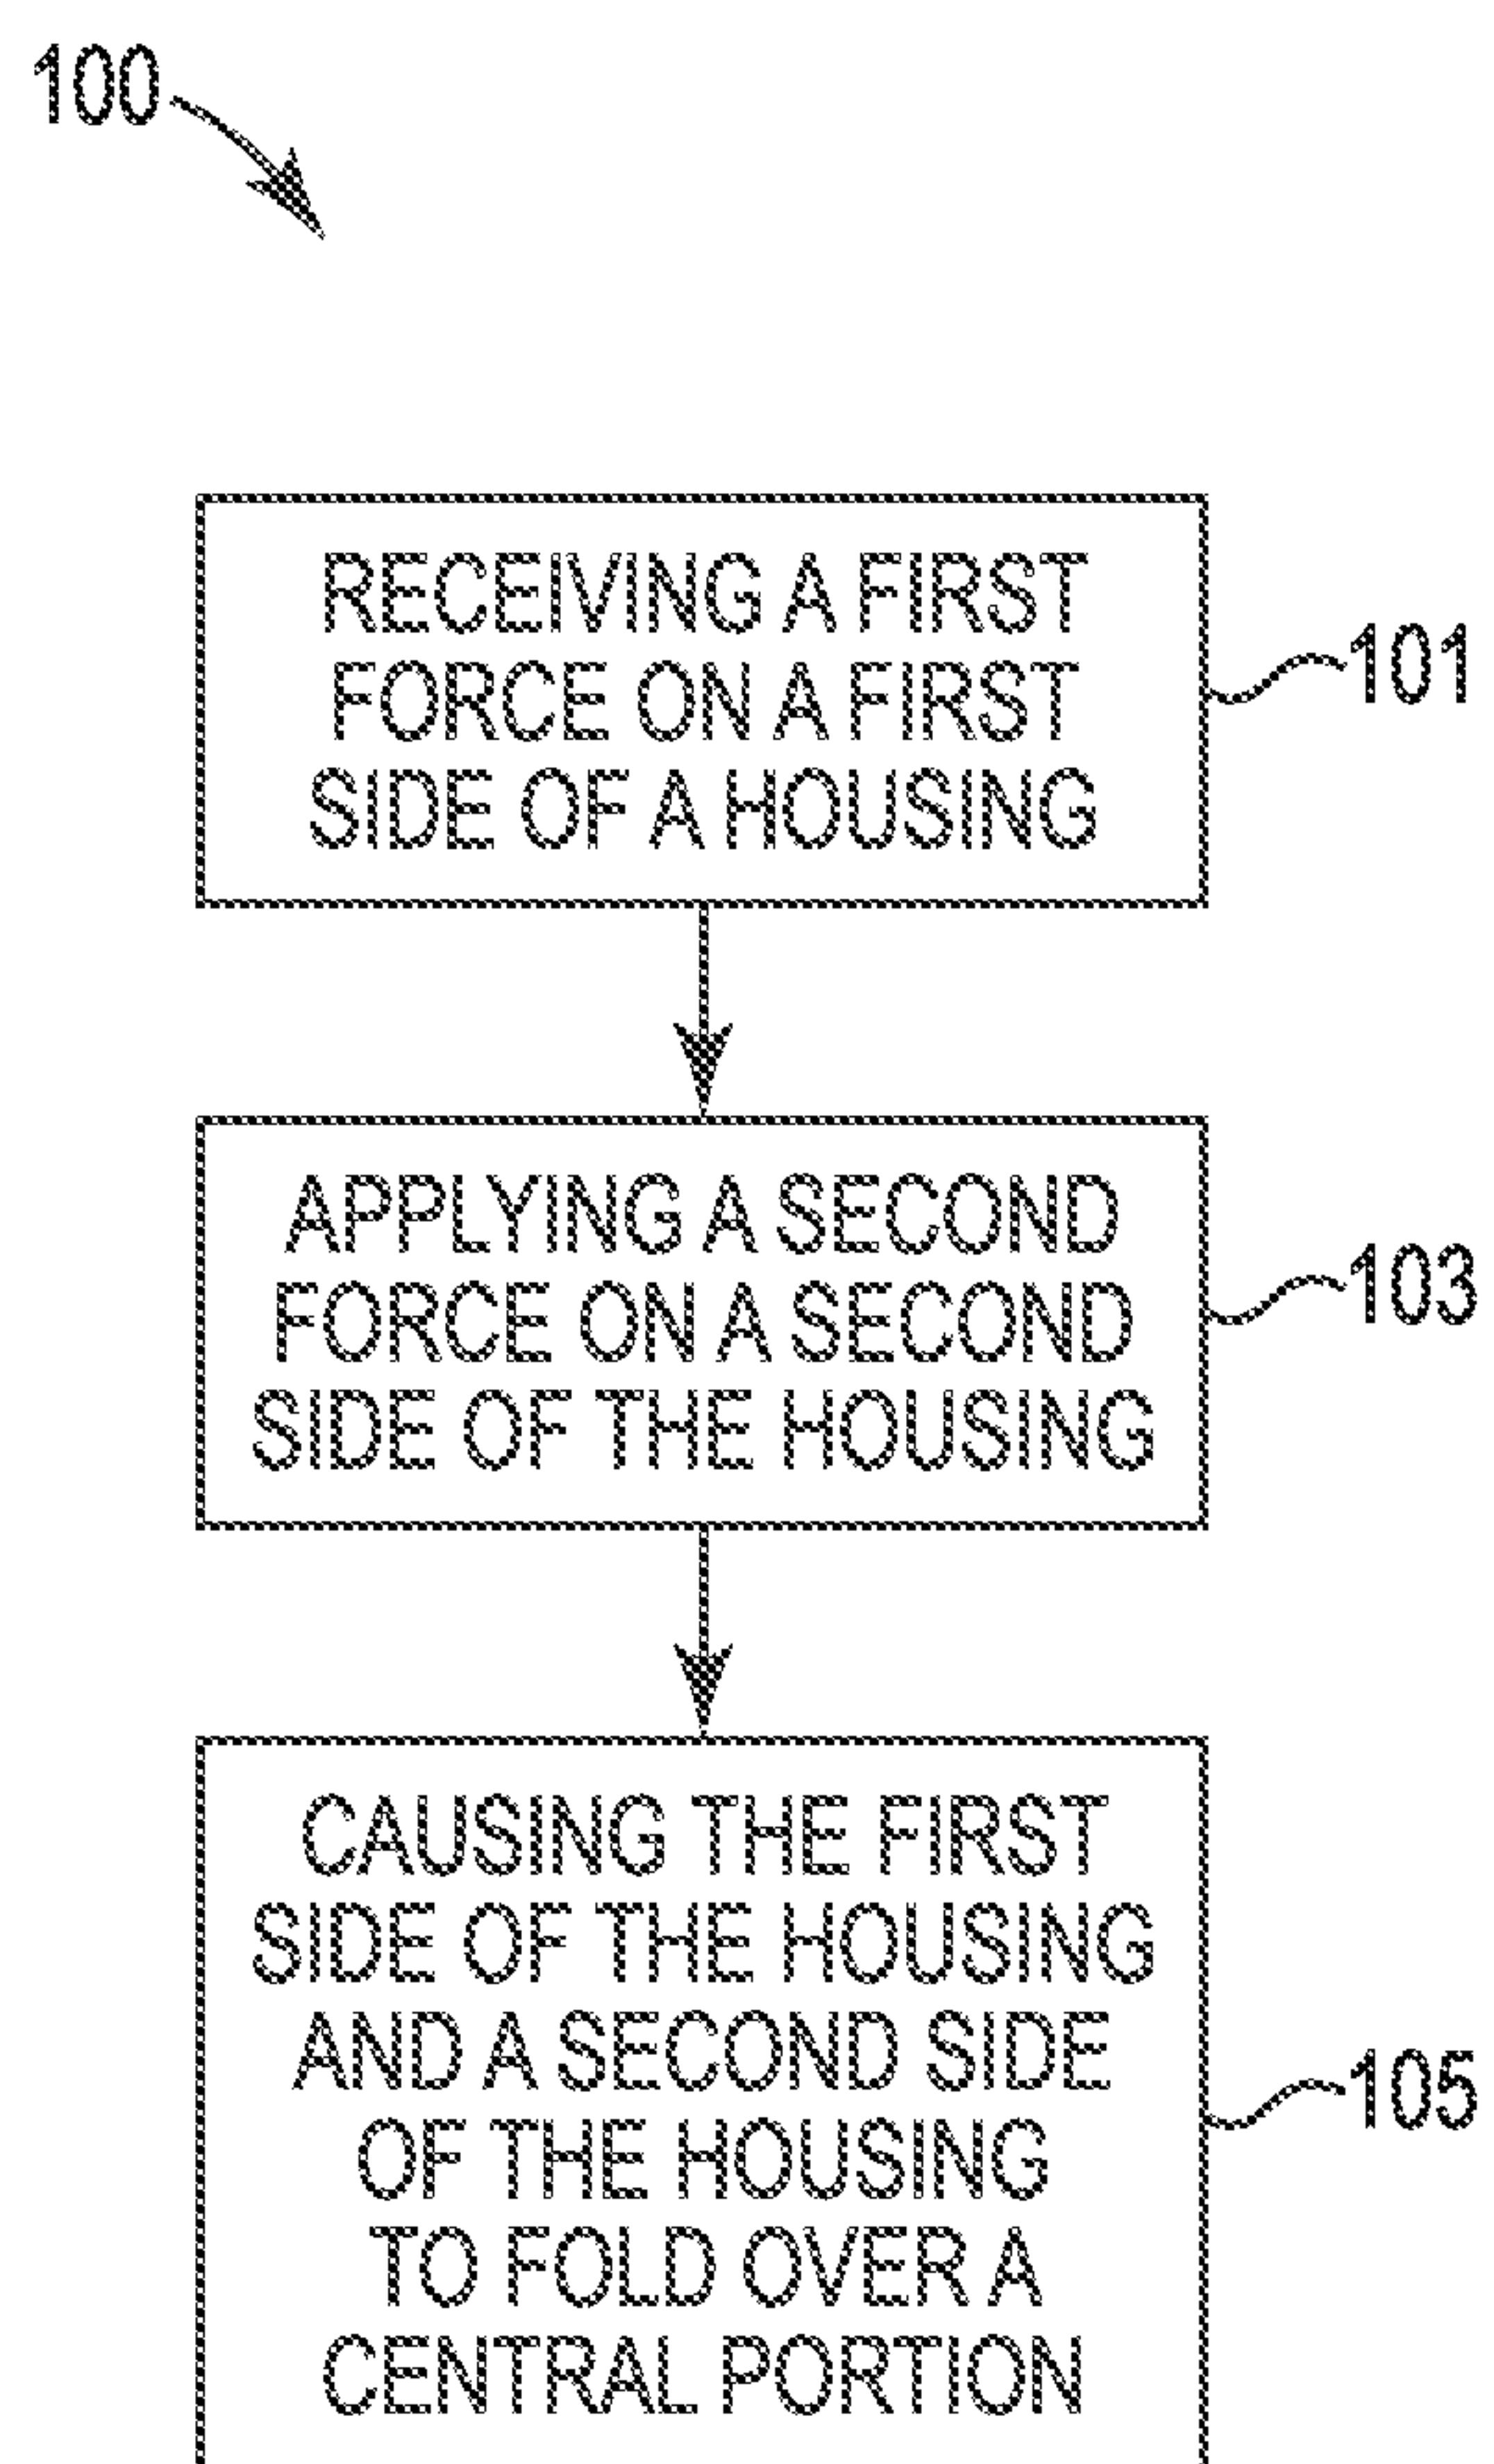 100
RECEIVING A FIRST
FORCE ON A FIRST
SIDE OF A HOUSING
101
APPLYING A SECOND
FORCE ON A SECOND
SIDE OF THE HOUSING
103
CAUSING THE FIRST
SIDE OF THE HOUSING
AND A SECOND SIDE
OF THE HOUSING
TO FOLD OVER A
CENTRAL PORTION
105